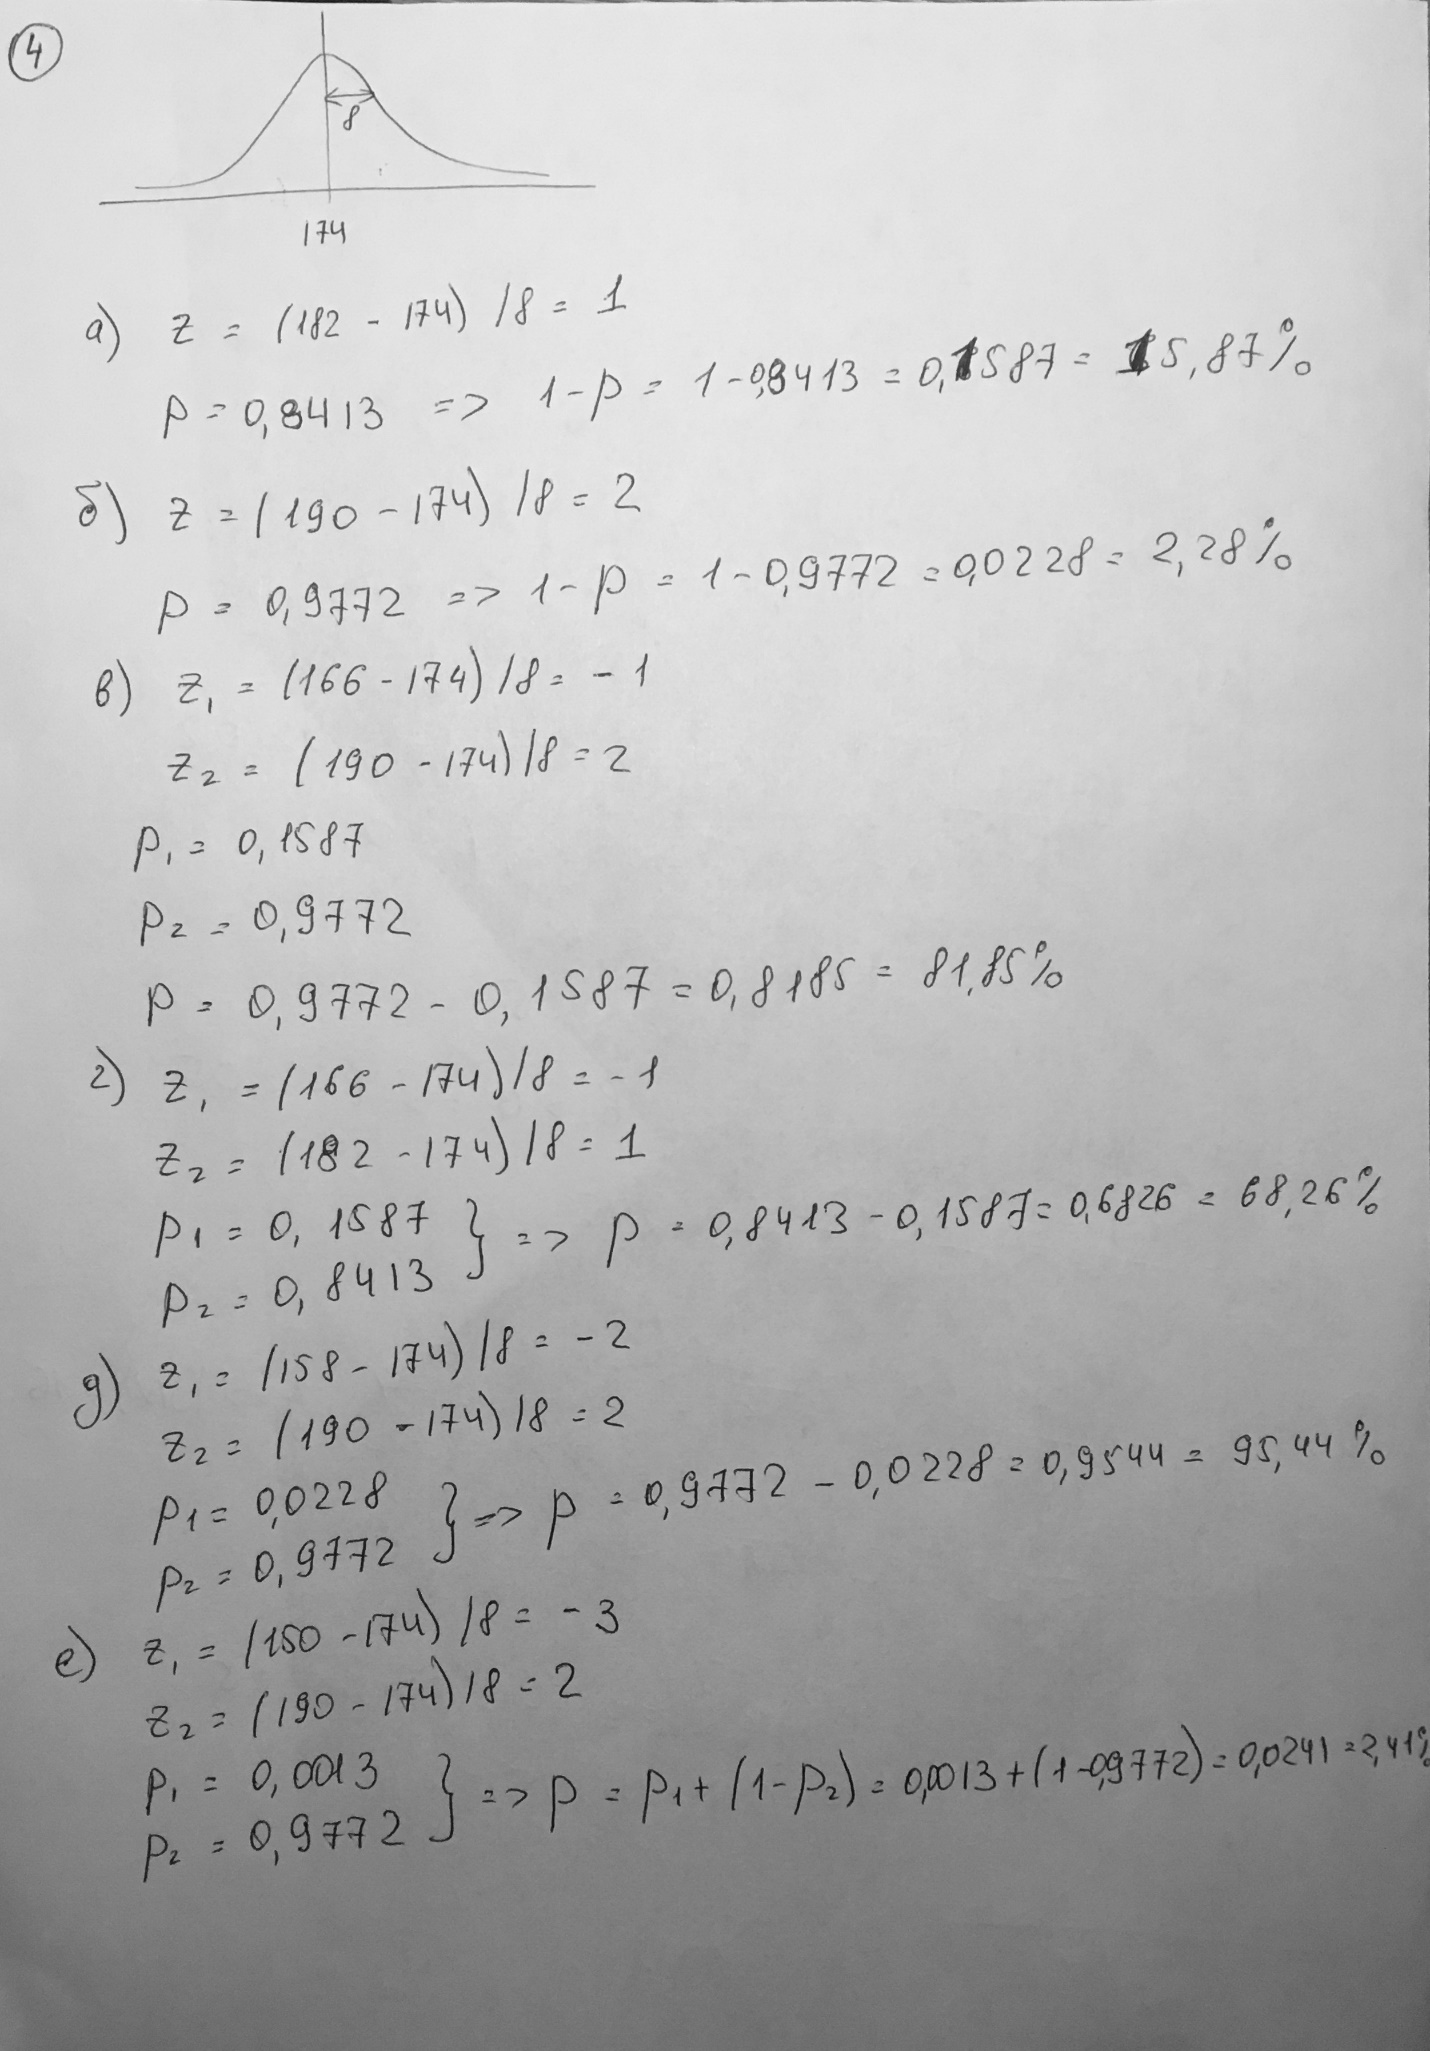 4
8
174
а) z = (182 - 174) / 8 = 1
p = 0,8413 => 1-p = 1-0,8413 = 0,1587 = 15,87%
б) z = (190 - 174) / 8 = 2
p = 0,9772 => 1-p = 1-0,9772 = 0,0228 = 2,28%
в) z₁ = (166 - 174) / 8 = -1
z₂ = (190 - 174) / 8 = 2
p₁ = 0,1587
p₂ = 0,9772
p = 0,9772 - 0,1587 = 0,8185 = 81,85%
г) z₁ = (166 - 174) / 8 = -1
z₂ = (182 - 174) / 8 = 1
p₁ = 0,1587 } => p = 0,8413 - 0,1587 = 0,6826 = 68,26%
p₂ = 0,8413
д) z₁ = (158 - 174) / 8 = -2
z₂ = (190 - 174) / 8 = 2
p₁ = 0,0228 } => p = 0,9772 - 0,0228 = 0,9544 = 95,44%
p₂ = 0,9772
е) z₁ = (150 - 174) / 8 = -3
z₂ = (190 - 174) / 8 = 2
p₁ = 0,0013 } => p = p₁ + (1-p₂) = 0,0013 + (1-0,9772) = 0,0241 = 2,41%
p₂ = 0,9772